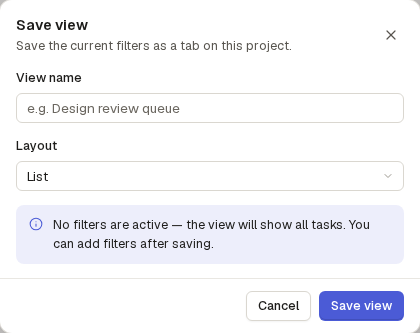 Save view
Save the current filters as a tab on this project.
View name
e.g. Design review queue
Layout
List
No filters are active — the view will show all tasks. You
can add filters after saving.
Cancel
Save view